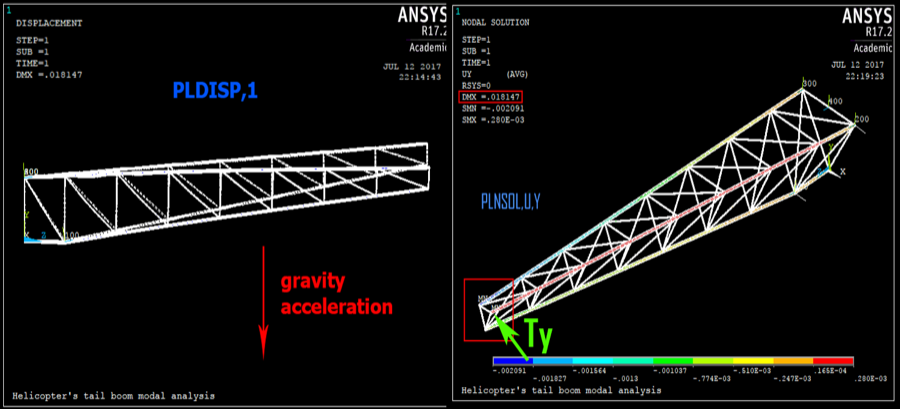 1
DISPLACEMENT
STEP=1
SUB =1
TIME=1
DMX =.018147
ANSYS
R17.2
Academic
JUL 12 2017
22:14:43
PLDISP,1
Y
X
Z
100
gravity
acceleration
Helicopter's tail boom modal analysis
1
NODAL SOLUTION
STEP=1
SUB =1
TIME=1
UY (AVG)
RSYS=0
DMX =.018147
SMN =-.002091
SMX =.280E-03
ANSYS
R17.2
Academic
JUL 12 2017
22:19:23
300
400
200
Y
X
PLNSOL,U,Y
Ty
-.002091 -.001564 -.001037 -.510E-03 .165E-04
-.001827 -.0013 -.774E-03 -.247E-03 .280E-03
Helicopter's tail boom modal analysis